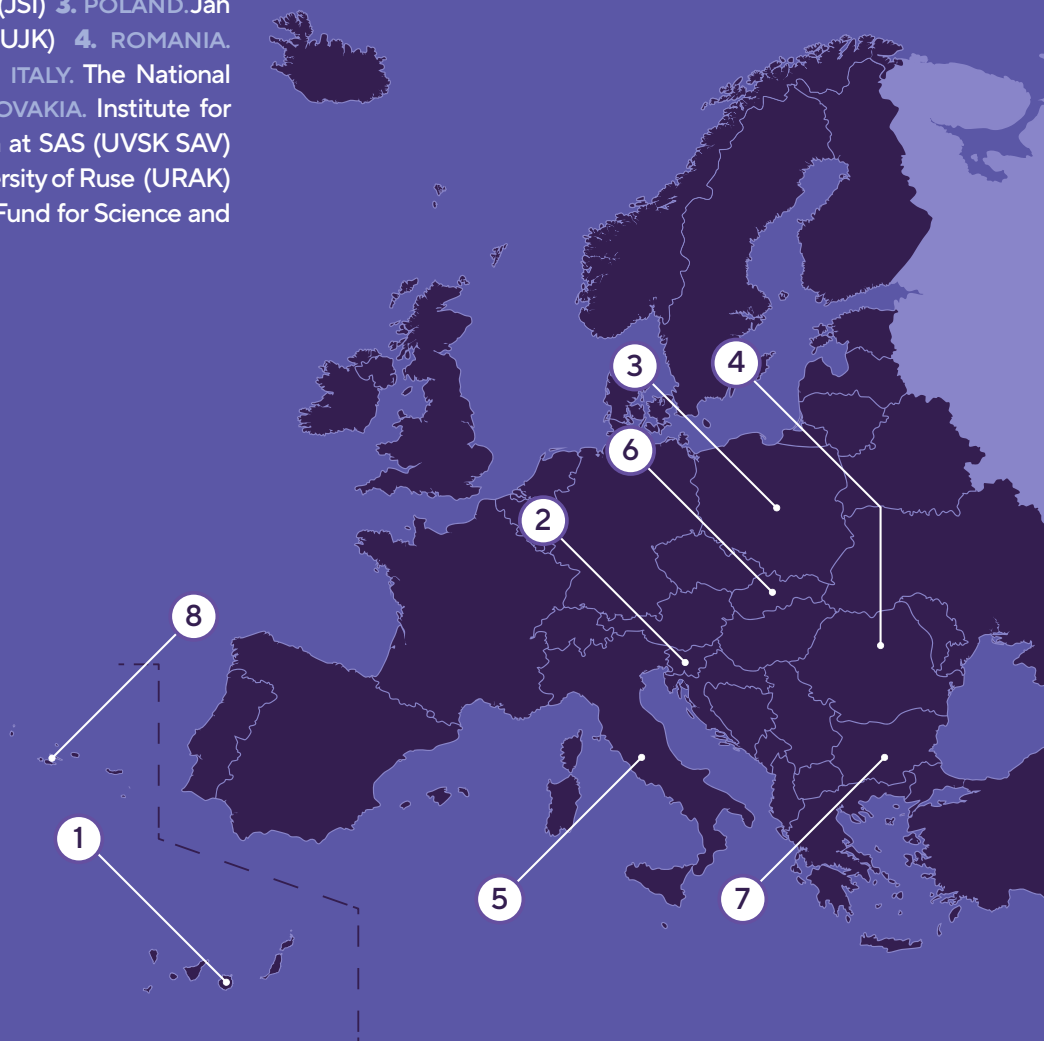 (JSI) 3. POLAND.Jan
UJK) 4. ROMANIA.
ITALY. The National
OVAKIA. Institute for
at SAS (UVSK SAV)
ersity of Ruse (URAK)
Fund for Science and
3
4
6
2
8
1
5
7